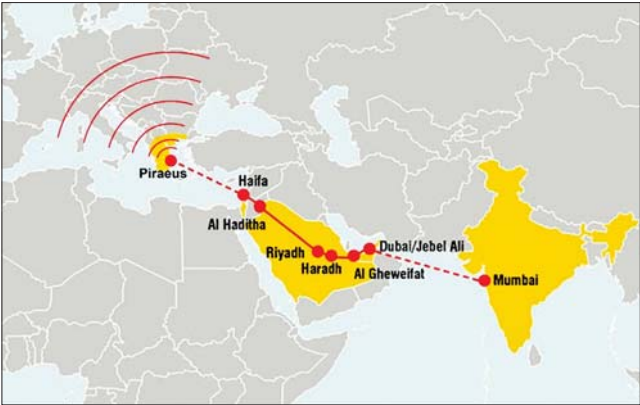 Piraeus
Haifa
Al Haditha
Riyadh
Haradh
Dubai/Jebel Ali
Al Gheweifat
Mumbai